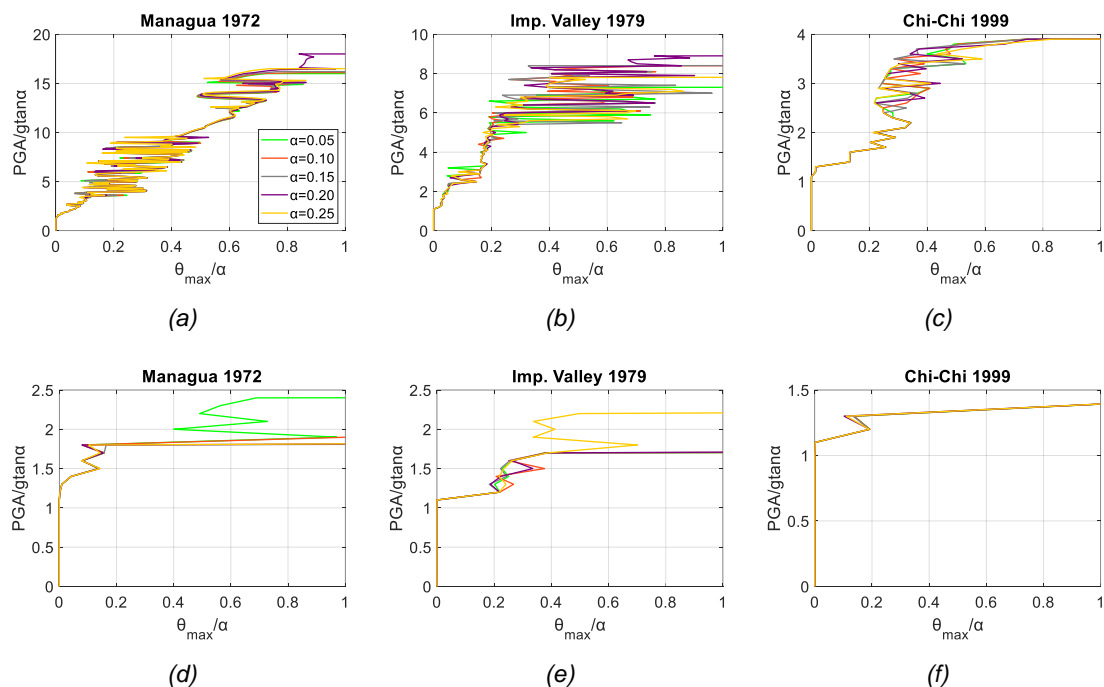 Managua 1972
Imp. Valley 1979
Chi-Chi 1999
PGA/gtanα
20
15
10
5
0
0 0.2 0.4 0.6 0.8 1
θmax/α
α=0.05
α=0.10
α=0.15
α=0.20
α=0.25
PGA/gtanα
10
8
6
4
2
0
0 0.2 0.4 0.6 0.8 1
θmax/α
PGA/gtanα
4
3
2
1
0
0 0.2 0.4 0.6 0.8 1
θmax/α
(a)
(b)
(c)
Managua 1972
Imp. Valley 1979
Chi-Chi 1999
PGA/gtanα
2.5
2
1.5
1
0.5
0
0 0.2 0.4 0.6 0.8 1
θmax/α
PGA/gtanα
2.5
2
1.5
1
0.5
0
0 0.2 0.4 0.6 0.8 1
θmax/α
PGA/gtanα
1.5
1
0.5
0
0 0.2 0.4 0.6 0.8 1
θmax/α
(d)
(e)
(f)